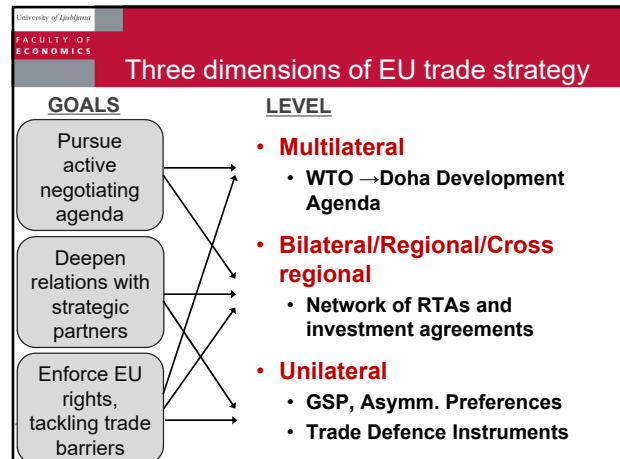 University of Ljubljana
FACULTY OF
ECONOMICS
Three dimensions of EU trade strategy
GOALS
Pursue
active
negotiating
agenda
Deepen
relations with
strategic
partners
Enforce EU
rights,
tackling trade
barriers
LEVEL
• Multilateral
• WTO →Doha Development
Agenda
• Bilateral/Regional/Cross
regional
• Network of RTAs and
investment agreements
• Unilateral
• GSP, Asymm. Preferences
• Trade Defence Instruments